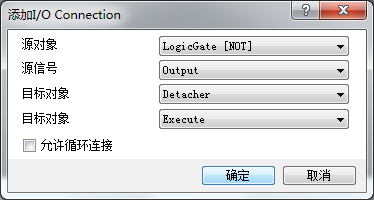 添加I/O Connection
源对象 LogicGate [NOT]
源信号 Output
目标对象 Detacher
目标对象 Execute
允许循环连接
确定 取消